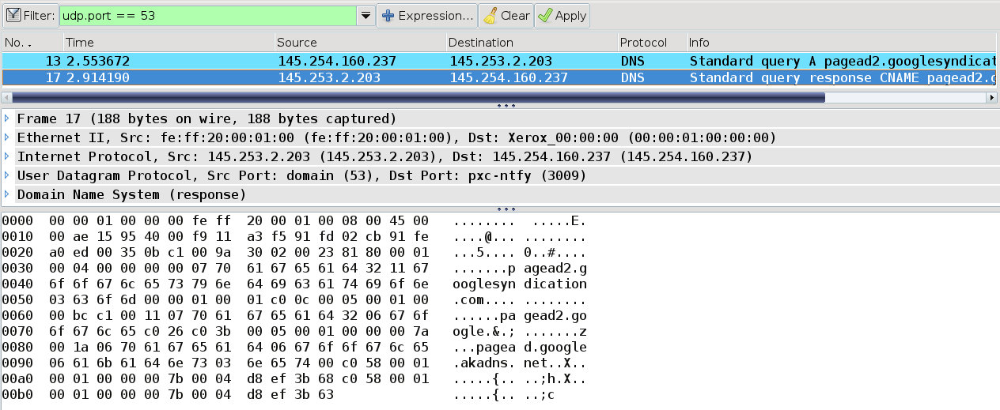 Filter: udp.port == 53 Expression... Clear Apply
No. . Time Source Destination Protocol Info
13 2.553672 145.254.160.237 145.253.2.203 DNS Standard query A pagead2.googlesyndicat
17 2.914190 145.253.2.203 145.254.160.237 DNS Standard query response CNAME pagead2.g
Frame 17 (188 bytes on wire, 188 bytes captured)
Ethernet II, Src: fe:ff:20:00:01:00 (fe:ff:20:00:01:00), Dst: Xerox_00:00:00 (00:00:01:00:00:00)
Internet Protocol, Src: 145.253.2.203 (145.253.2.203), Dst: 145.254.160.237 (145.254.160.237)
User Datagram Protocol, Src Port: domain (53), Dst Port: pxc-ntfy (3009)
Domain Name System (response)
0000 00 00 01 00 00 00 fe ff 20 00 01 00 08 00 45 00 ........ .....E.
0010 00 ae 15 95 40 00 f9 11 a3 f5 91 fd 02 cb 91 fe ....@... ........
0020 a0 ed 00 35 0b c1 00 9a 30 02 00 23 81 80 00 01 ...5.... 0..#....
0030 00 04 00 00 00 00 07 70 61 67 65 61 64 32 11 67 .......p agead2.g
0040 6f 6f 67 6c 65 73 79 6e 64 69 63 61 74 69 6f 6e ooglesyn dication
0050 03 63 6f 6d 00 00 01 00 01 c0 0c 00 05 00 01 00 .com.... ........
0060 00 bc c1 00 11 07 70 61 67 65 61 64 32 06 67 6f ......pa gead2.go
0070 6f 67 6c 65 c0 26 c0 3b 00 05 00 01 00 00 00 7a ogle.&.; .......z
0080 00 1a 06 70 61 67 65 61 64 06 67 6f 6f 67 6c 65 ...pagea d.google
0090 06 61 6b 61 64 6e 73 03 6e 65 74 00 c0 58 00 01 .akadns. net..X..
00a0 00 01 00 00 00 7b 00 04 d8 ef 3b 68 c0 58 00 01 .....{.. ..;h.X..
00b0 00 01 00 00 00 7b 00 04 d8 ef 3b 63 .....{.. ..;c